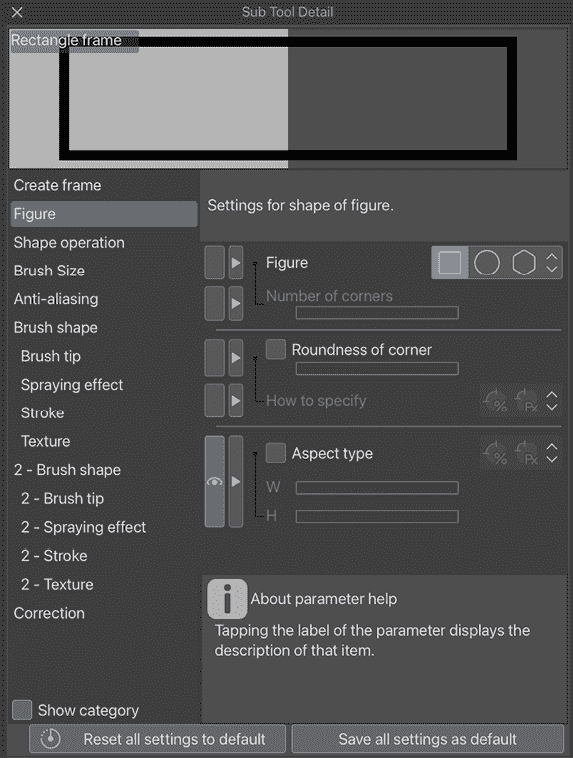 Sub Tool Detail
Rectangle frame
Create frame
Figure
Shape operation
Brush Size
Anti-aliasing
Brush shape
Brush tip
Spraying effect
Stroke
Texture
2 - Brush shape
2 - Brush tip
2 - Spraying effect
2 - Stroke
2 - Texture
Correction
Settings for shape of figure.
Figure
Number of corners
Roundness of corner
How to specify
% Px
Aspect type
% Px
W
H
i About parameter help
Tapping the label of the parameter displays the
description of that item.
Show category
Reset all settings to default
Save all settings as default